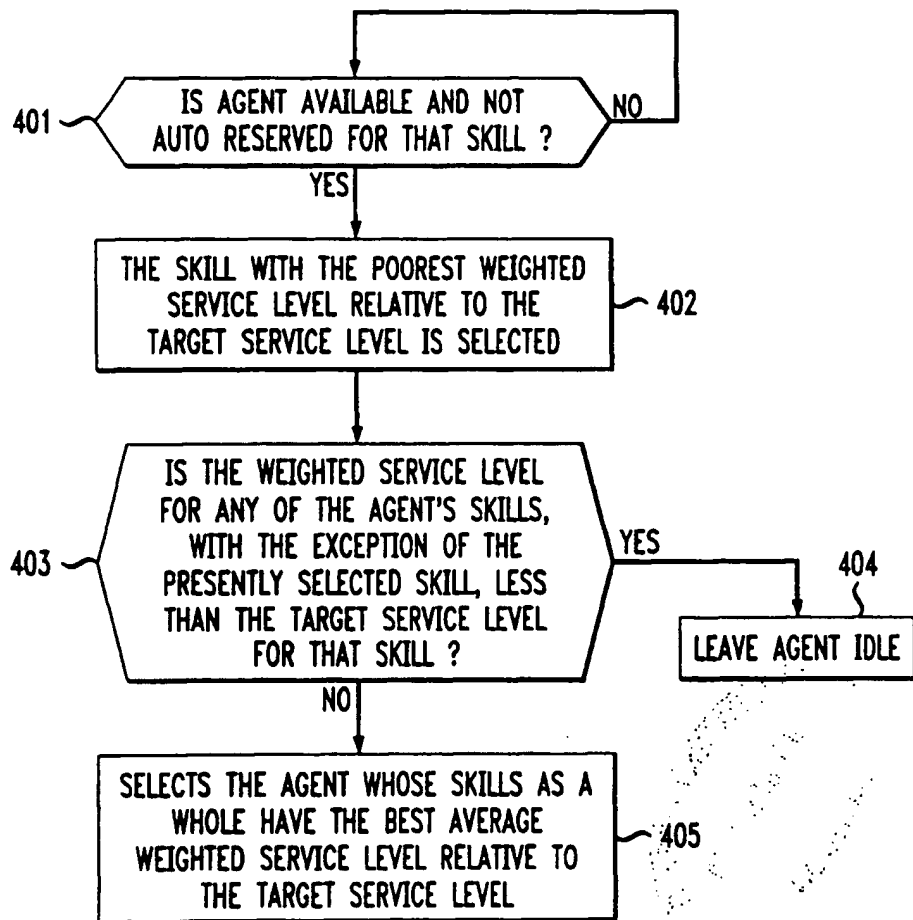 IS AGENT AVAILABLE AND NOT
AUTO RESERVED FOR THAT SKILL ?
401
NO
YES
THE SKILL WITH THE POOREST WEIGHTED
SERVICE LEVEL RELATIVE TO THE
TARGET SERVICE LEVEL IS SELECTED
402
IS THE WEIGHTED SERVICE LEVEL
FOR ANY OF THE AGENT'S SKILLS,
WITH THE EXCEPTION OF THE
PRESENTLY SELECTED SKILL, LESS
THAN THE TARGET SERVICE LEVEL
FOR THAT SKILL ?
403
YES
404
LEAVE AGENT IDLE
NO
SELECTS THE AGENT WHOSE SKILLS AS A
WHOLE HAVE THE BEST AVERAGE
WEIGHTED SERVICE LEVEL RELATIVE TO
THE TARGET SERVICE LEVEL
405